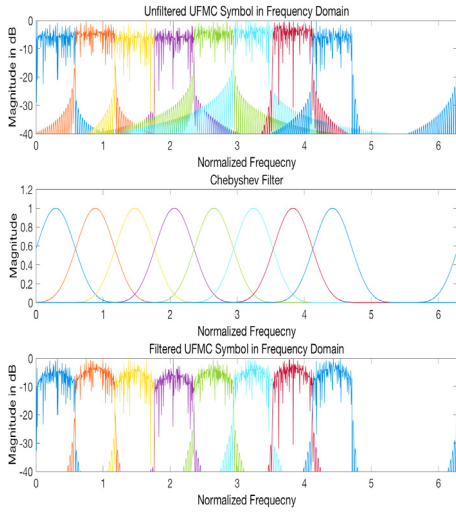 Unfiltered UFMC Symbol in Frequency Domain
Magnitude in dB
0
-10
-20
-30
-40
0 1 2 3 4 5 6
Normalized Frequecny
Chebyshev Filter
Magnitude
1.2
1
0.8
0.6
0.4
0.2
0
0 1 2 3 4 5 6
Normalized Frequecny
Filtered UFMC Symbol in Frequency Domain
Magnitude in dB
0
-10
-20
-30
-40
0 1 2 3 4 5 6
Normalized Frequecny